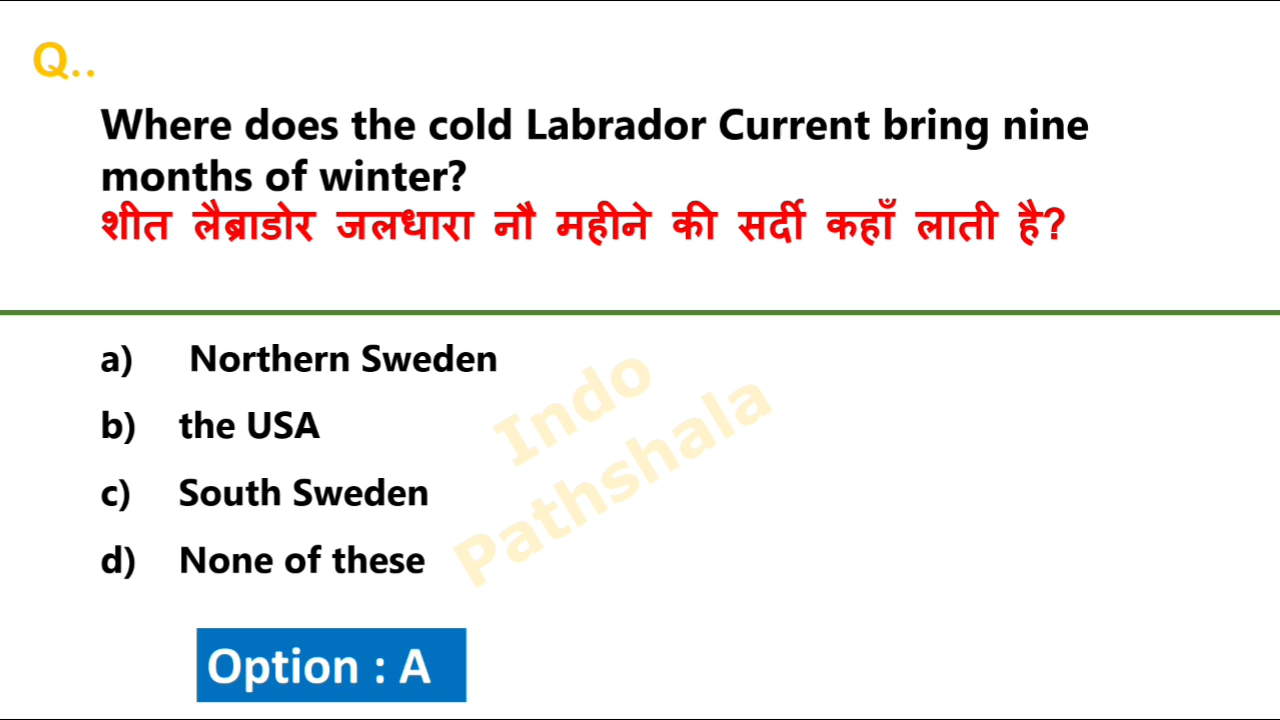 Q..
Where does the cold Labrador Current bring nine
months of winter?
शीत लैब्राडोर जलधारा नौ महीने की सर्दी कहाँ लाती है?
a) Northern Sweden
b) the USA
c) South Sweden
d) None of these
Indo
Pathshala
Option : A